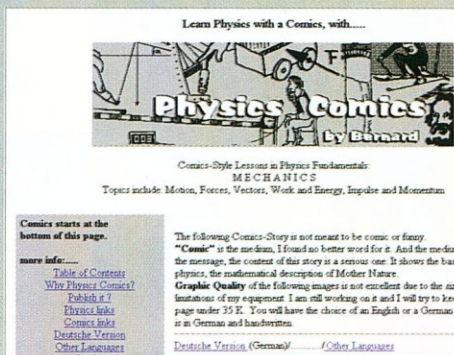 Learn Physics with a Comics, with.....
F
Physics Comics
by Bernard
Comics-Style Lessons in Physics Fundamentals:
MECHANICS
Topics include: Motion, Forces, Vectors, Work and Energy, Impulse and Momentum
Comics starts at the
bottom of this page.
more info:.....
Table of Contents
Why Physics Comics?
Publish it ?
Physics links
Comics links
Deutsche Version
Other Languages
The following Comics-Story is not meant to be comic or funny.
"Comic" is the medium, I found no better word for it. And the
the message, the content of this story is a serious one. It shows the
physics, the mathematical description of Mother Nature.
Graphic Quality of the following images is not excellent due to the
limitations of my equipment. I am still working on it and I will try to
page under 35 K. You will have the choice of an English or a German
is in German and handwritten.
Deutsche Version (German)/.........../Other Languages